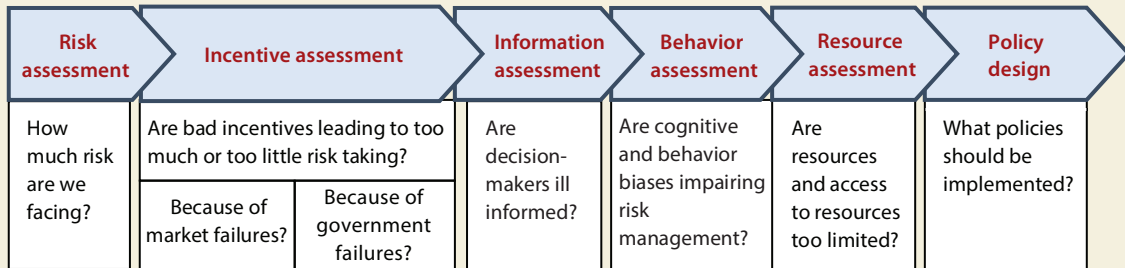 Risk
assessment
Incentive assessment
Information
assessment
Behavior
assessment
Resource
assessment
Policy
design
How
much risk
are we
facing?
Are bad incentives leading to too
much or too little risk taking?
Because of
market failures?
Because of
government
failures?
Are
decision-
makers ill
informed?
Are cognitive
and behavior
biases impairing
risk
management?
Are
resources
and access
to resources
too limited?
What policies
should be
implemented?